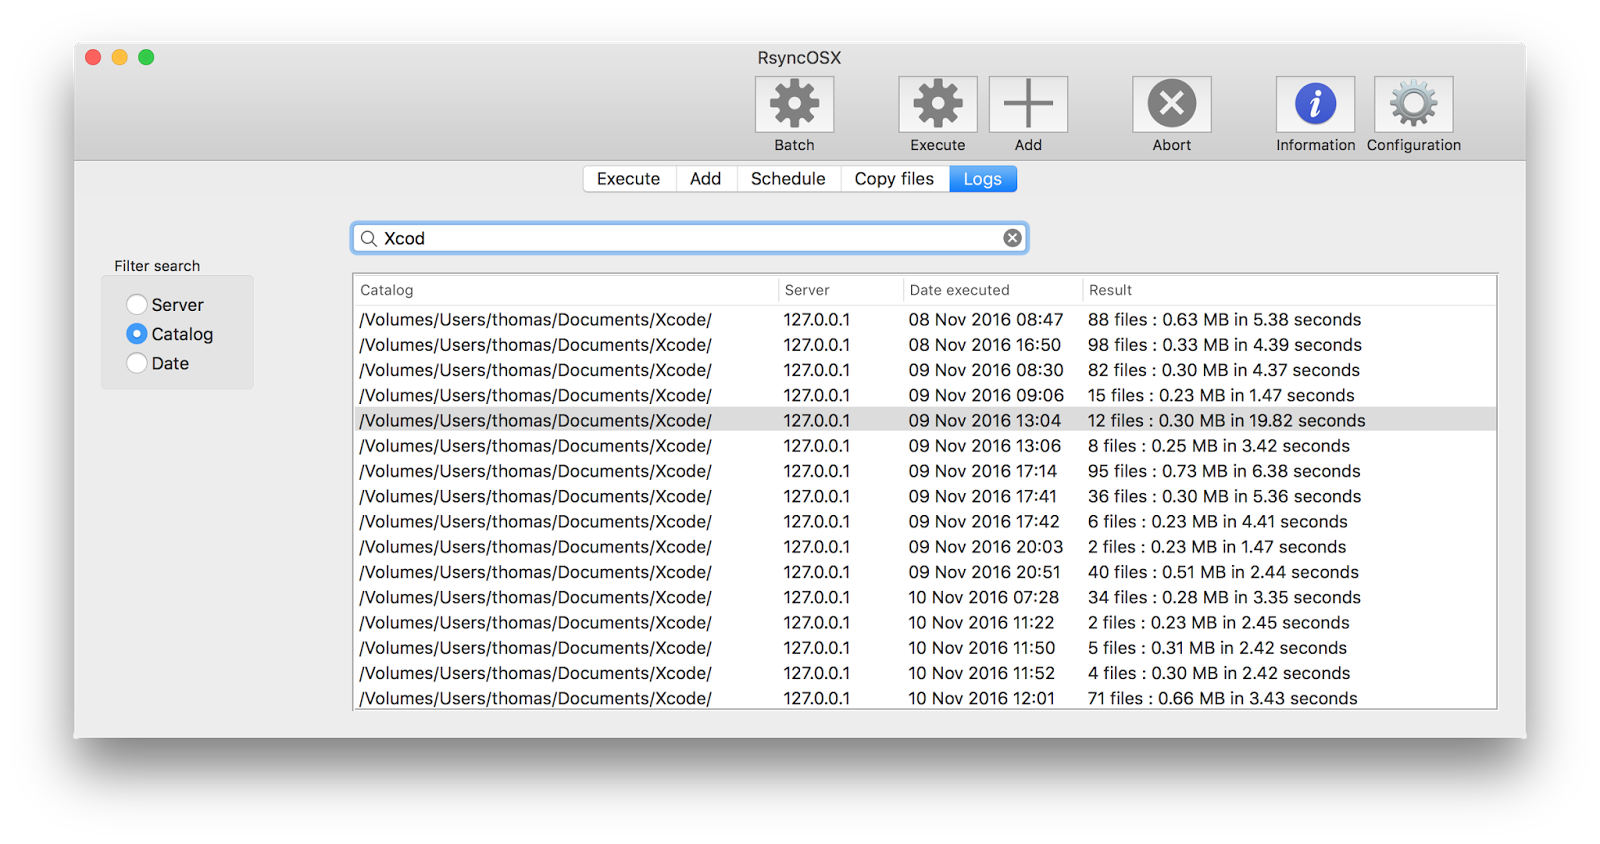 RsyncOSX
Batch
Execute
Add
Abort
Information
Configuration
Execute Add Schedule Copy files Logs
Xcod
Filter search
Server
Catalog
Date
Catalog Server Date executed Result
/Volumes/Users/thomas/Documents/Xcode/ 127.0.0.1 08 Nov 2016 08:47 88 files : 0.63 MB in 5.38 seconds
/Volumes/Users/thomas/Documents/Xcode/ 127.0.0.1 08 Nov 2016 16:50 98 files : 0.33 MB in 4.39 seconds
/Volumes/Users/thomas/Documents/Xcode/ 127.0.0.1 09 Nov 2016 08:30 82 files : 0.30 MB in 4.37 seconds
/Volumes/Users/thomas/Documents/Xcode/ 127.0.0.1 09 Nov 2016 09:06 15 files : 0.23 MB in 1.47 seconds
/Volumes/Users/thomas/Documents/Xcode/ 127.0.0.1 09 Nov 2016 13:04 12 files : 0.30 MB in 19.82 seconds
/Volumes/Users/thomas/Documents/Xcode/ 127.0.0.1 09 Nov 2016 13:06 8 files : 0.25 MB in 3.42 seconds
/Volumes/Users/thomas/Documents/Xcode/ 127.0.0.1 09 Nov 2016 17:14 95 files : 0.73 MB in 6.38 seconds
/Volumes/Users/thomas/Documents/Xcode/ 127.0.0.1 09 Nov 2016 17:41 36 files : 0.30 MB in 5.36 seconds
/Volumes/Users/thomas/Documents/Xcode/ 127.0.0.1 09 Nov 2016 17:42 6 files : 0.23 MB in 4.41 seconds
/Volumes/Users/thomas/Documents/Xcode/ 127.0.0.1 09 Nov 2016 20:03 2 files : 0.23 MB in 1.47 seconds
/Volumes/Users/thomas/Documents/Xcode/ 127.0.0.1 09 Nov 2016 20:51 40 files : 0.51 MB in 2.44 seconds
/Volumes/Users/thomas/Documents/Xcode/ 127.0.0.1 10 Nov 2016 07:28 34 files : 0.28 MB in 3.35 seconds
/Volumes/Users/thomas/Documents/Xcode/ 127.0.0.1 10 Nov 2016 11:22 2 files : 0.23 MB in 2.45 seconds
/Volumes/Users/thomas/Documents/Xcode/ 127.0.0.1 10 Nov 2016 11:50 5 files : 0.31 MB in 2.42 seconds
/Volumes/Users/thomas/Documents/Xcode/ 127.0.0.1 10 Nov 2016 11:52 4 files : 0.30 MB in 2.42 seconds
/Volumes/Users/thomas/Documents/Xcode/ 127.0.0.1 10 Nov 2016 12:01 71 files : 0.66 MB in 3.43 seconds